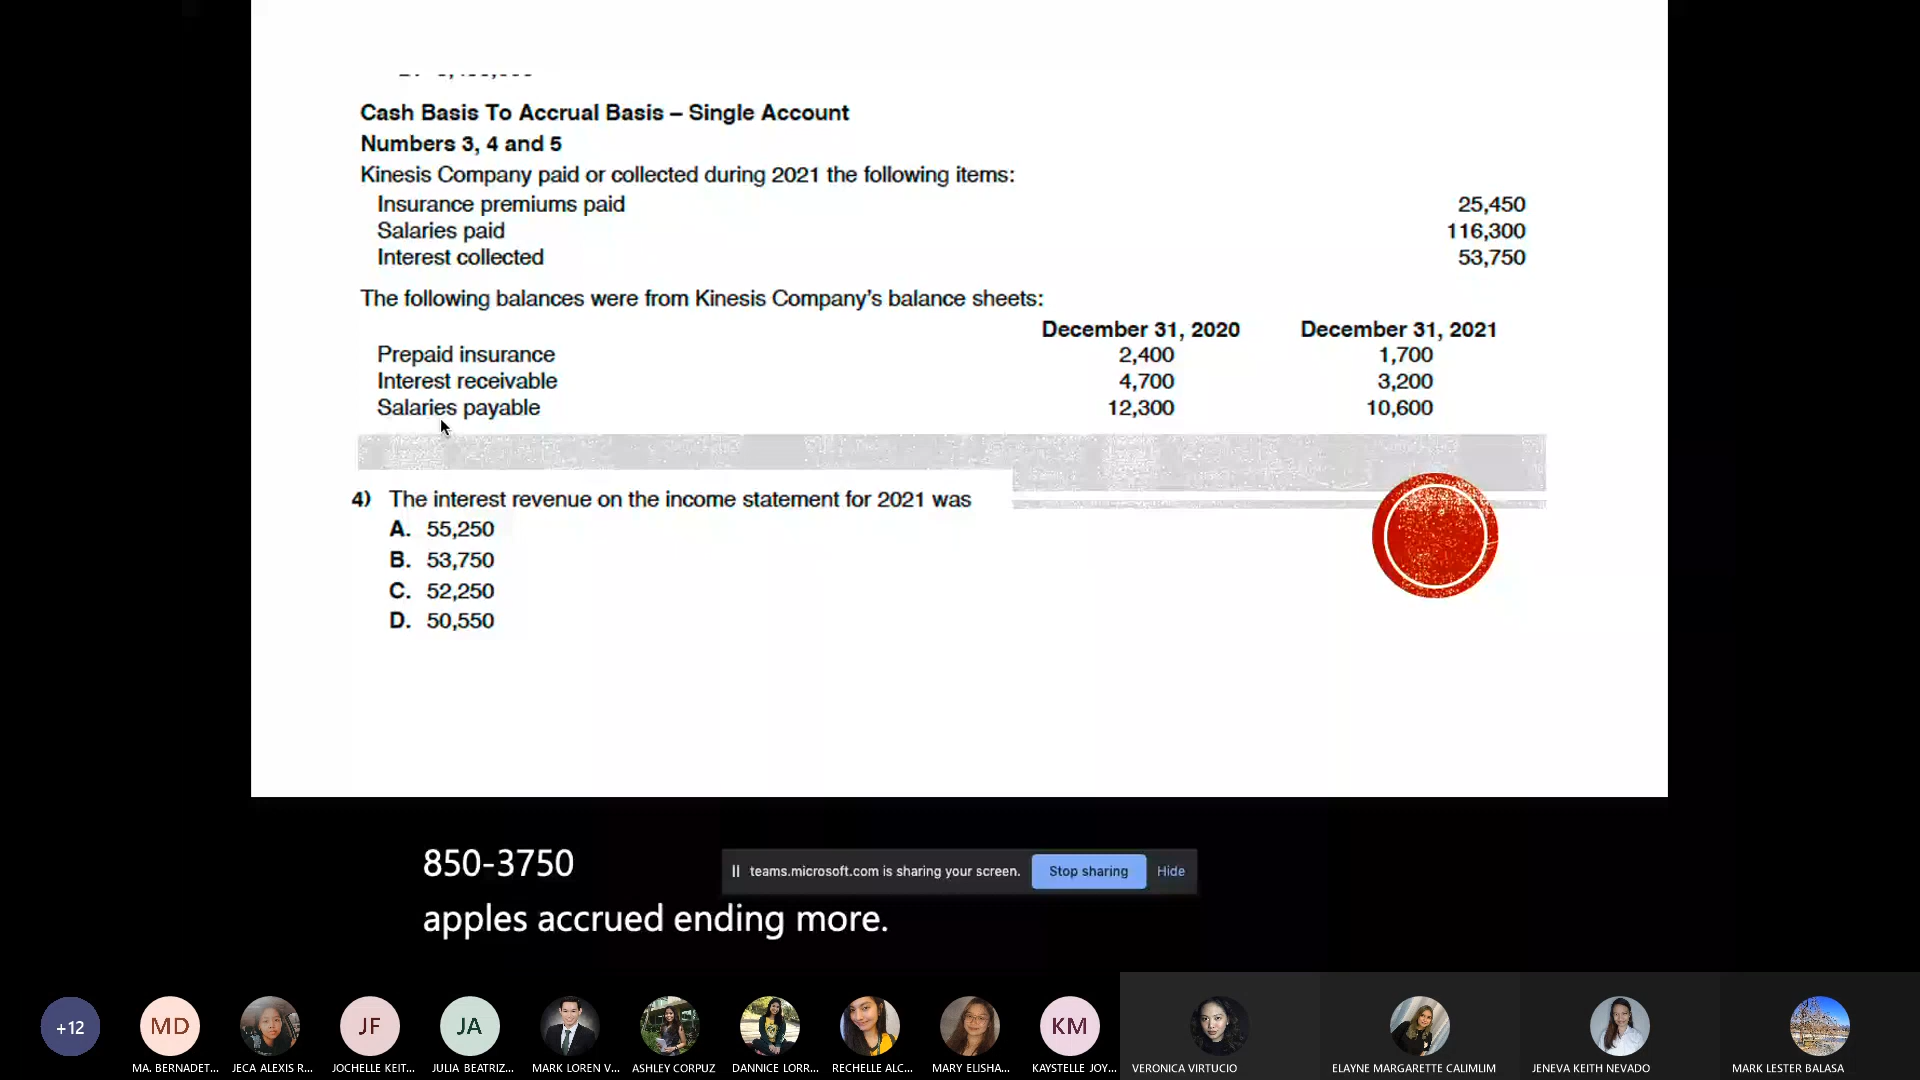 Cash Basis To Accrual Basis – Single Account
Numbers 3, 4 and 5
Kinesis Company paid or collected during 2021 the following items:
Insurance premiums paid 25,450
Salaries paid 116,300
Interest collected 53,750
The following balances were from Kinesis Company's balance sheets:
December 31, 2020 December 31, 2021
Prepaid insurance 2,400 1,700
Interest receivable 4,700 3,200
Salaries payable 12,300 10,600
4) The interest revenue on the income statement for 2021 was
A. 55,250
B. 53,750
C. 52,250
D. 50,550
850-3750
apples accrued ending more.
teams.microsoft.com is sharing your screen. Stop sharing Hide
+12 MD JF JA KM
MA. BERNADET... JECA ALEXIS R... JOCHELLE KEIT... JULIA BEATRIZ... MARK LOREN V... ASHLEY CORPUZ DANNICE LORR... RECHELLE ALC... MARY ELISHA... KAYSTELLE JOY... VERONICA VIRTUCIO ELAYNE MARGARETTE CALIMLIM JENEVA KEITH NEVADO MARK LESTER BALASA